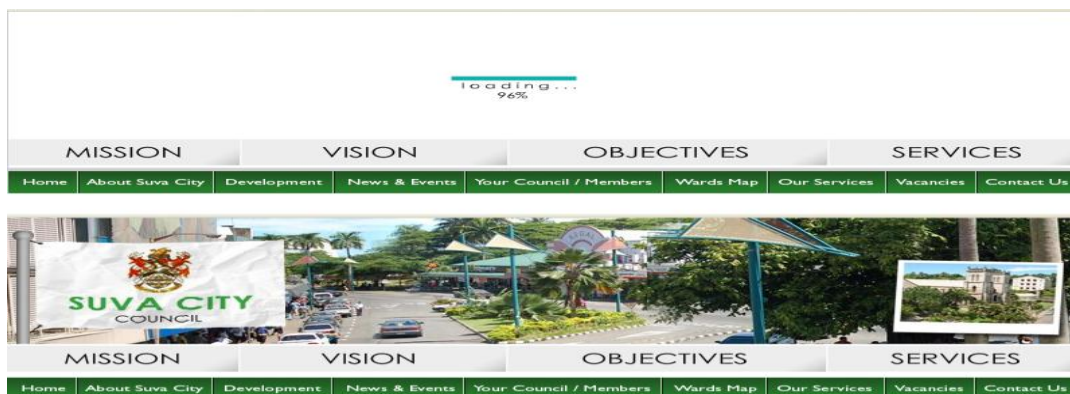 loading...
96%
MISSION VISION OBJECTIVES SERVICES
Home About Suva City Development News & Events Your Council / Members Wards Map Our Services Vacancies Contact Us
SUVA CITY
COUNCIL
MISSION VISION OBJECTIVES SERVICES
Home About Suva City Development News & Events Your Council / Members Wards Map Our Services Vacancies Contact Us